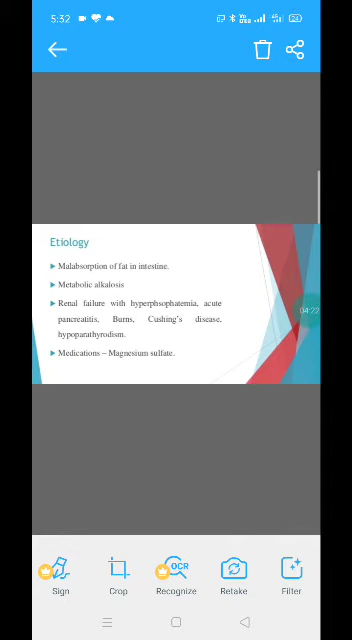 5:32
24
Etiology
Malabsorption of fat in intestine.
Metabolic alkalosis
Renal failure with hyperphsophatemia, acute
pancreatitis, Burns, Cushing's disease,
hypoparathyrodism.
Medications – Magnesium sulfate.
04:22
Sign
Crop
OCR
Recognize
Retake
Filter